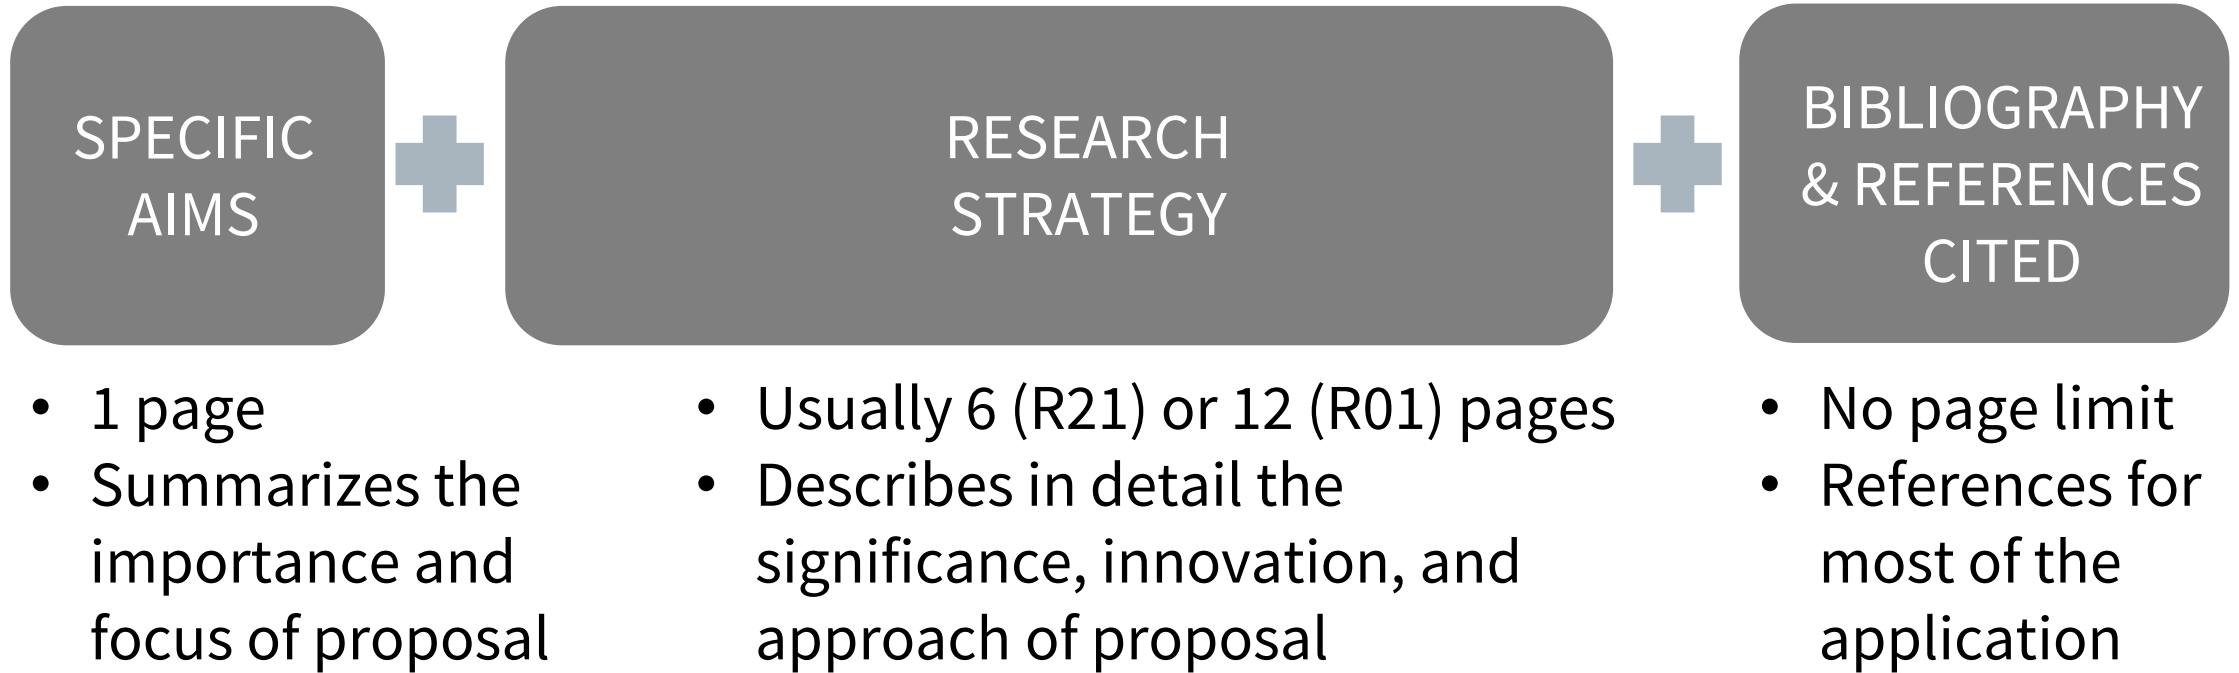 SPECIFIC
AIMS
RESEARCH
STRATEGY
BIBLIOGRAPHY
& REFERENCES
CITED
• 1 page
• Summarizes the
importance and
focus of proposal
• Usually 6 (R21) or 12 (R01) pages
• Describes in detail the
significance, innovation, and
approach of proposal
• No page limit
• References for
most of the
application